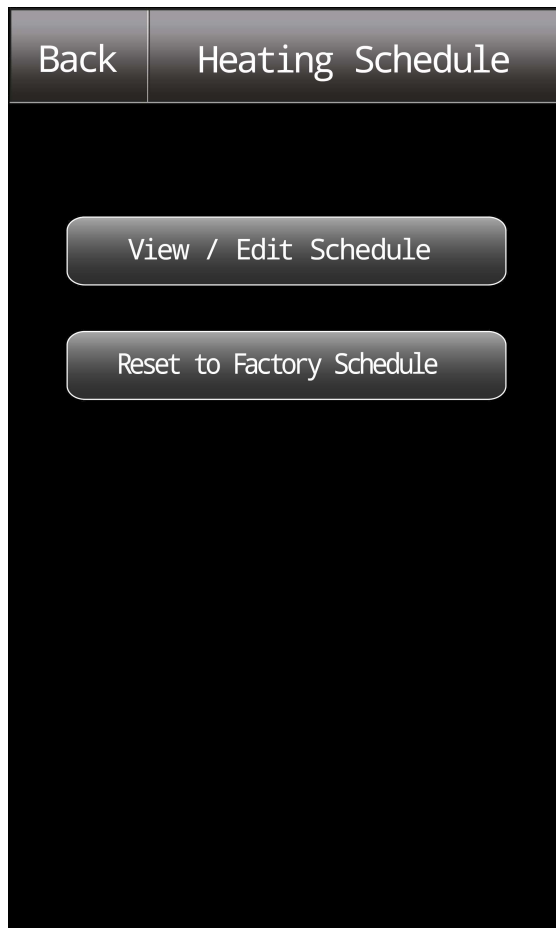 Back
Heating Schedule
View / Edit Schedule
Reset to Factory Schedule